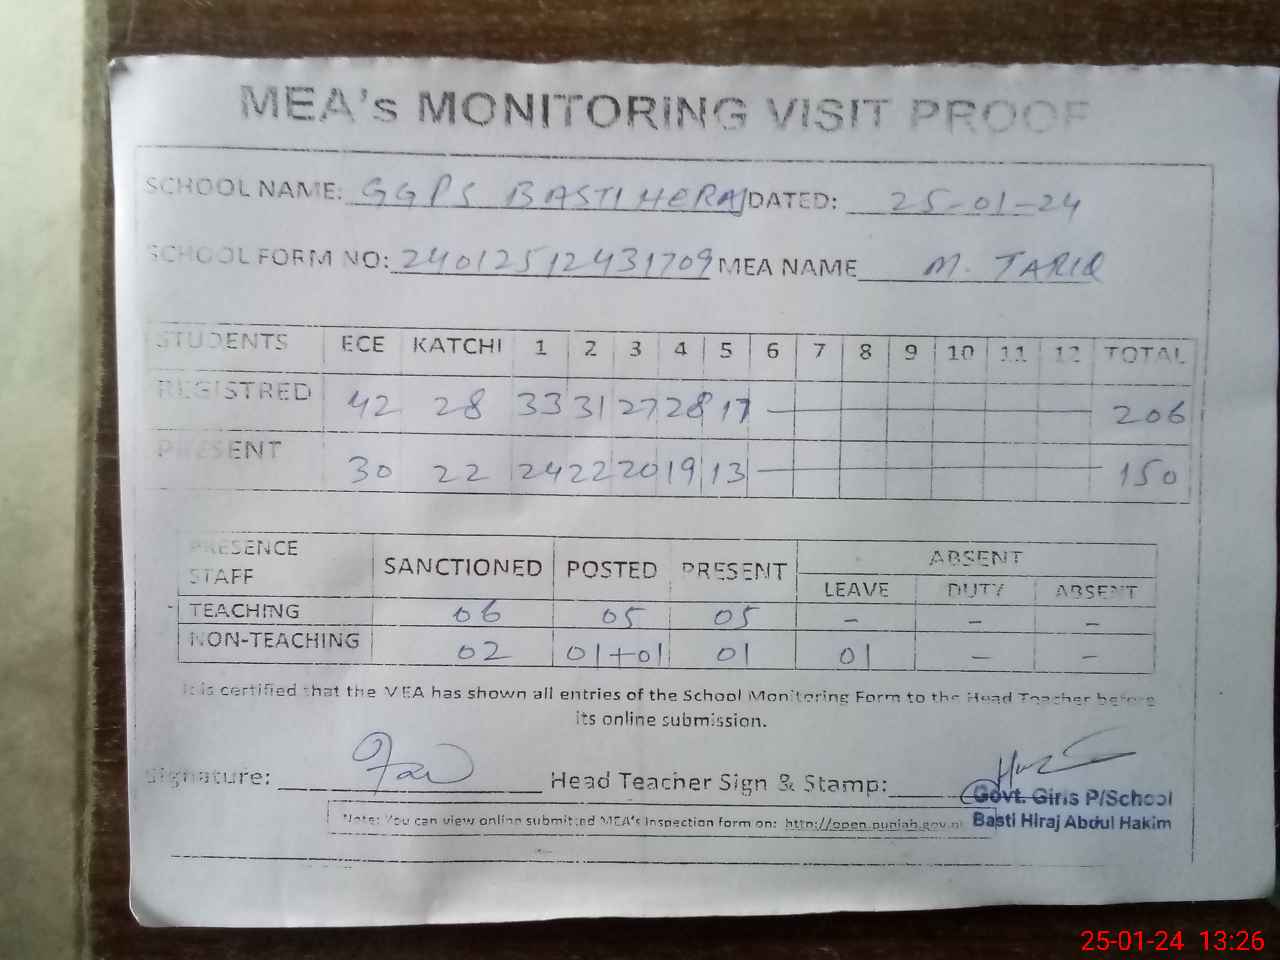 MEA's MONITORING VISIT PROOF
SCHOOL NAME: GGPS BASTI HERAJ DATED: 25-01-24
SCHOOL FORM NO: 24012512431709 MEA NAME M. TARIQ
STUDENTS ECE KATCHI 1 2 3 4 5 6 7 8 9 10 11 12 TOTAL
REGISTRED 42 28 33 31 27 28 17 206
PRESENT 30 22 24 22 20 19 13 150
PRESENCE STAFF SANCTIONED POSTED PRESENT ABSENT
LEAVE DUTY ABSENT
TEACHING 06 05 05 - - -
NON-TEACHING 02 01+01 01 01 - -
It is certified that the MEA has shown all entries of the School Monitoring Form to the Head Teacher before
its online submission.
Signature: Head Teacher Sign & Stamp:
Govt. Girls P/School
Basti Hiraj Abdul Hakim
Note: You can view online submitted MEA's Inspection form on: http://open.punjab.gov.pk
25-01-24 13:26